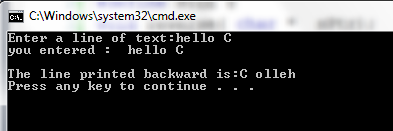 C:\Windows\system32\cmd.exe
Enter a line of text:hello C
you entered :  hello C
The line printed backward is:C olleh
Press any key to continue . . .